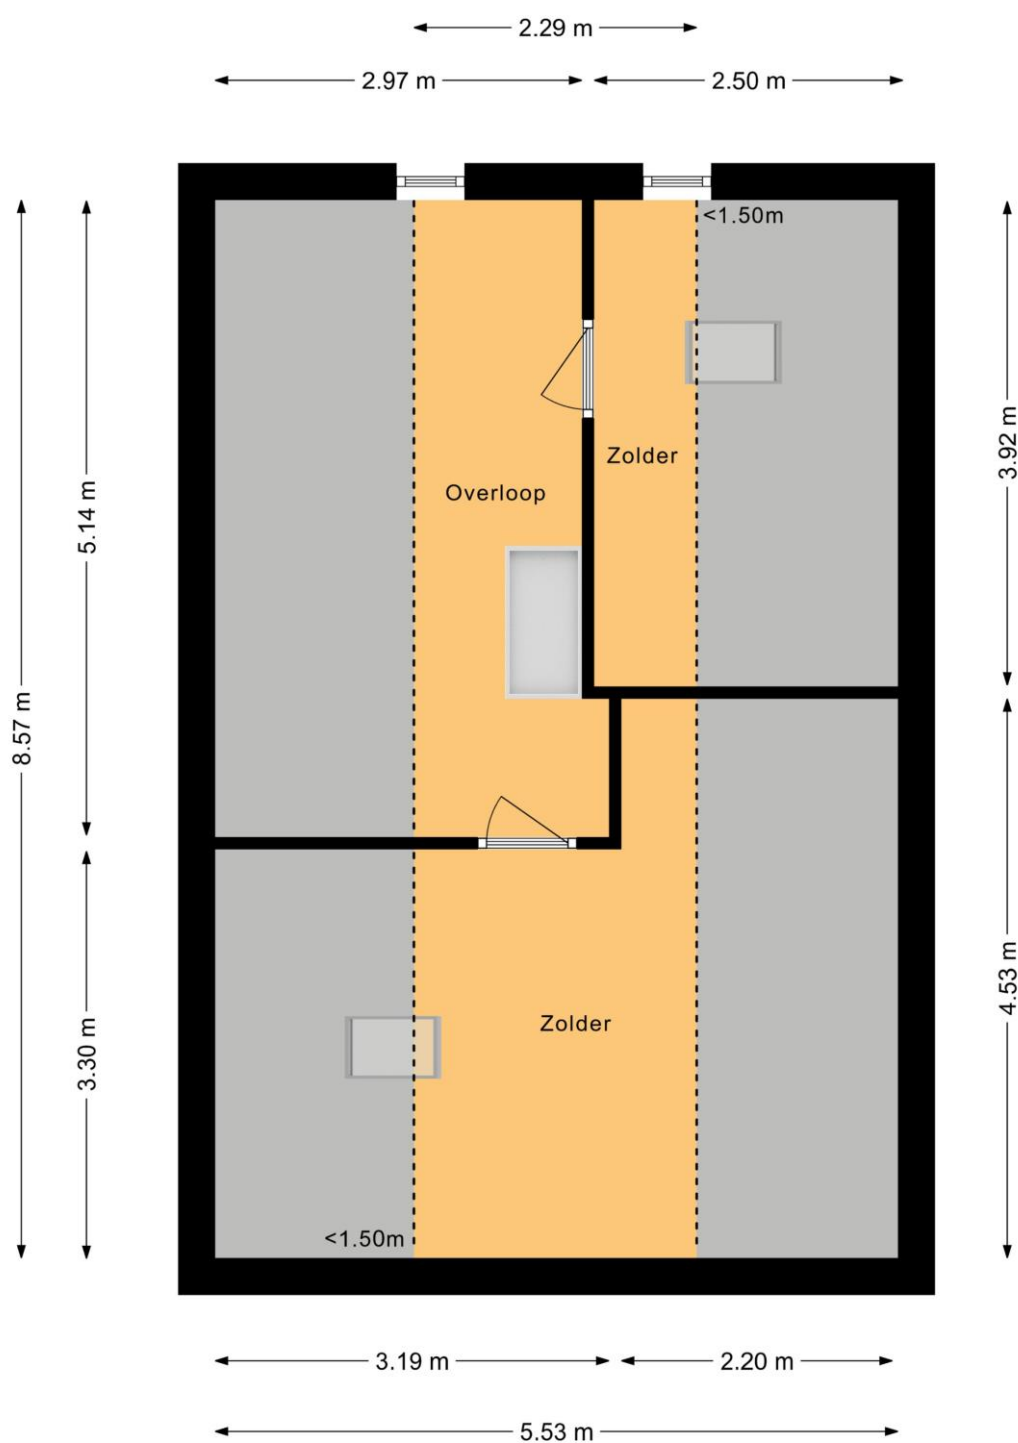 2.29 m
2.97 m
2.50 m
<1.50m
3.92 m
Zolder
5.14 m
Overloop
8.57 m
4.53 m
Zolder
3.30 m
<1.50m
3.19 m
2.20 m
5.53 m